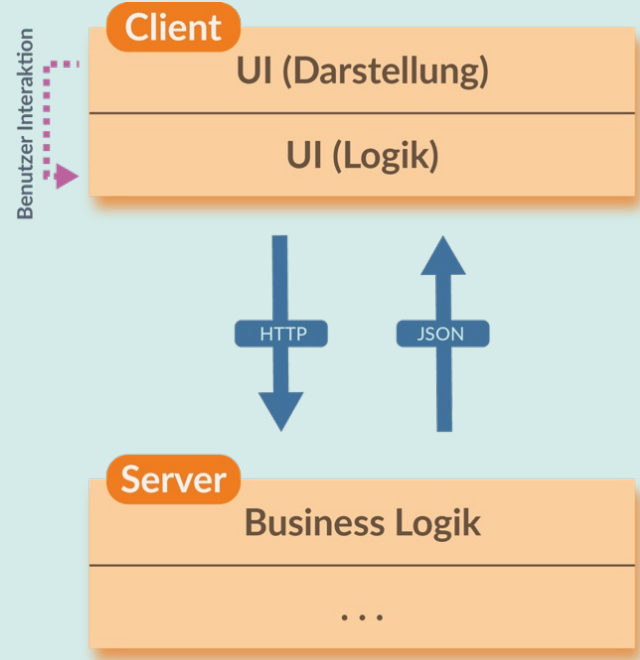 Client
UI (Darstellung)
UI (Logik)
Benutzer Interaktion
HTTP
JSON
Server
Business Logik
...